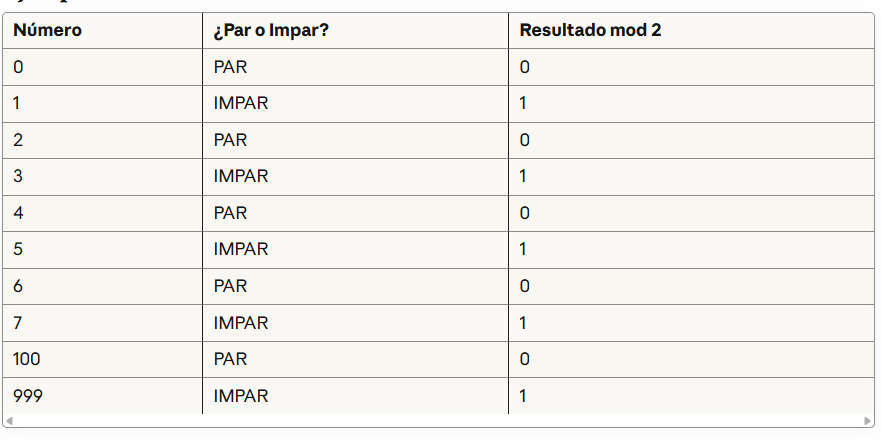 Número ¿Par o Impar? Resultado mod 2
0 PAR 0
1 IMPAR 1
2 PAR 0
3 IMPAR 1
4 PAR 0
5 IMPAR 1
6 PAR 0
7 IMPAR 1
100 PAR 0
999 IMPAR 1